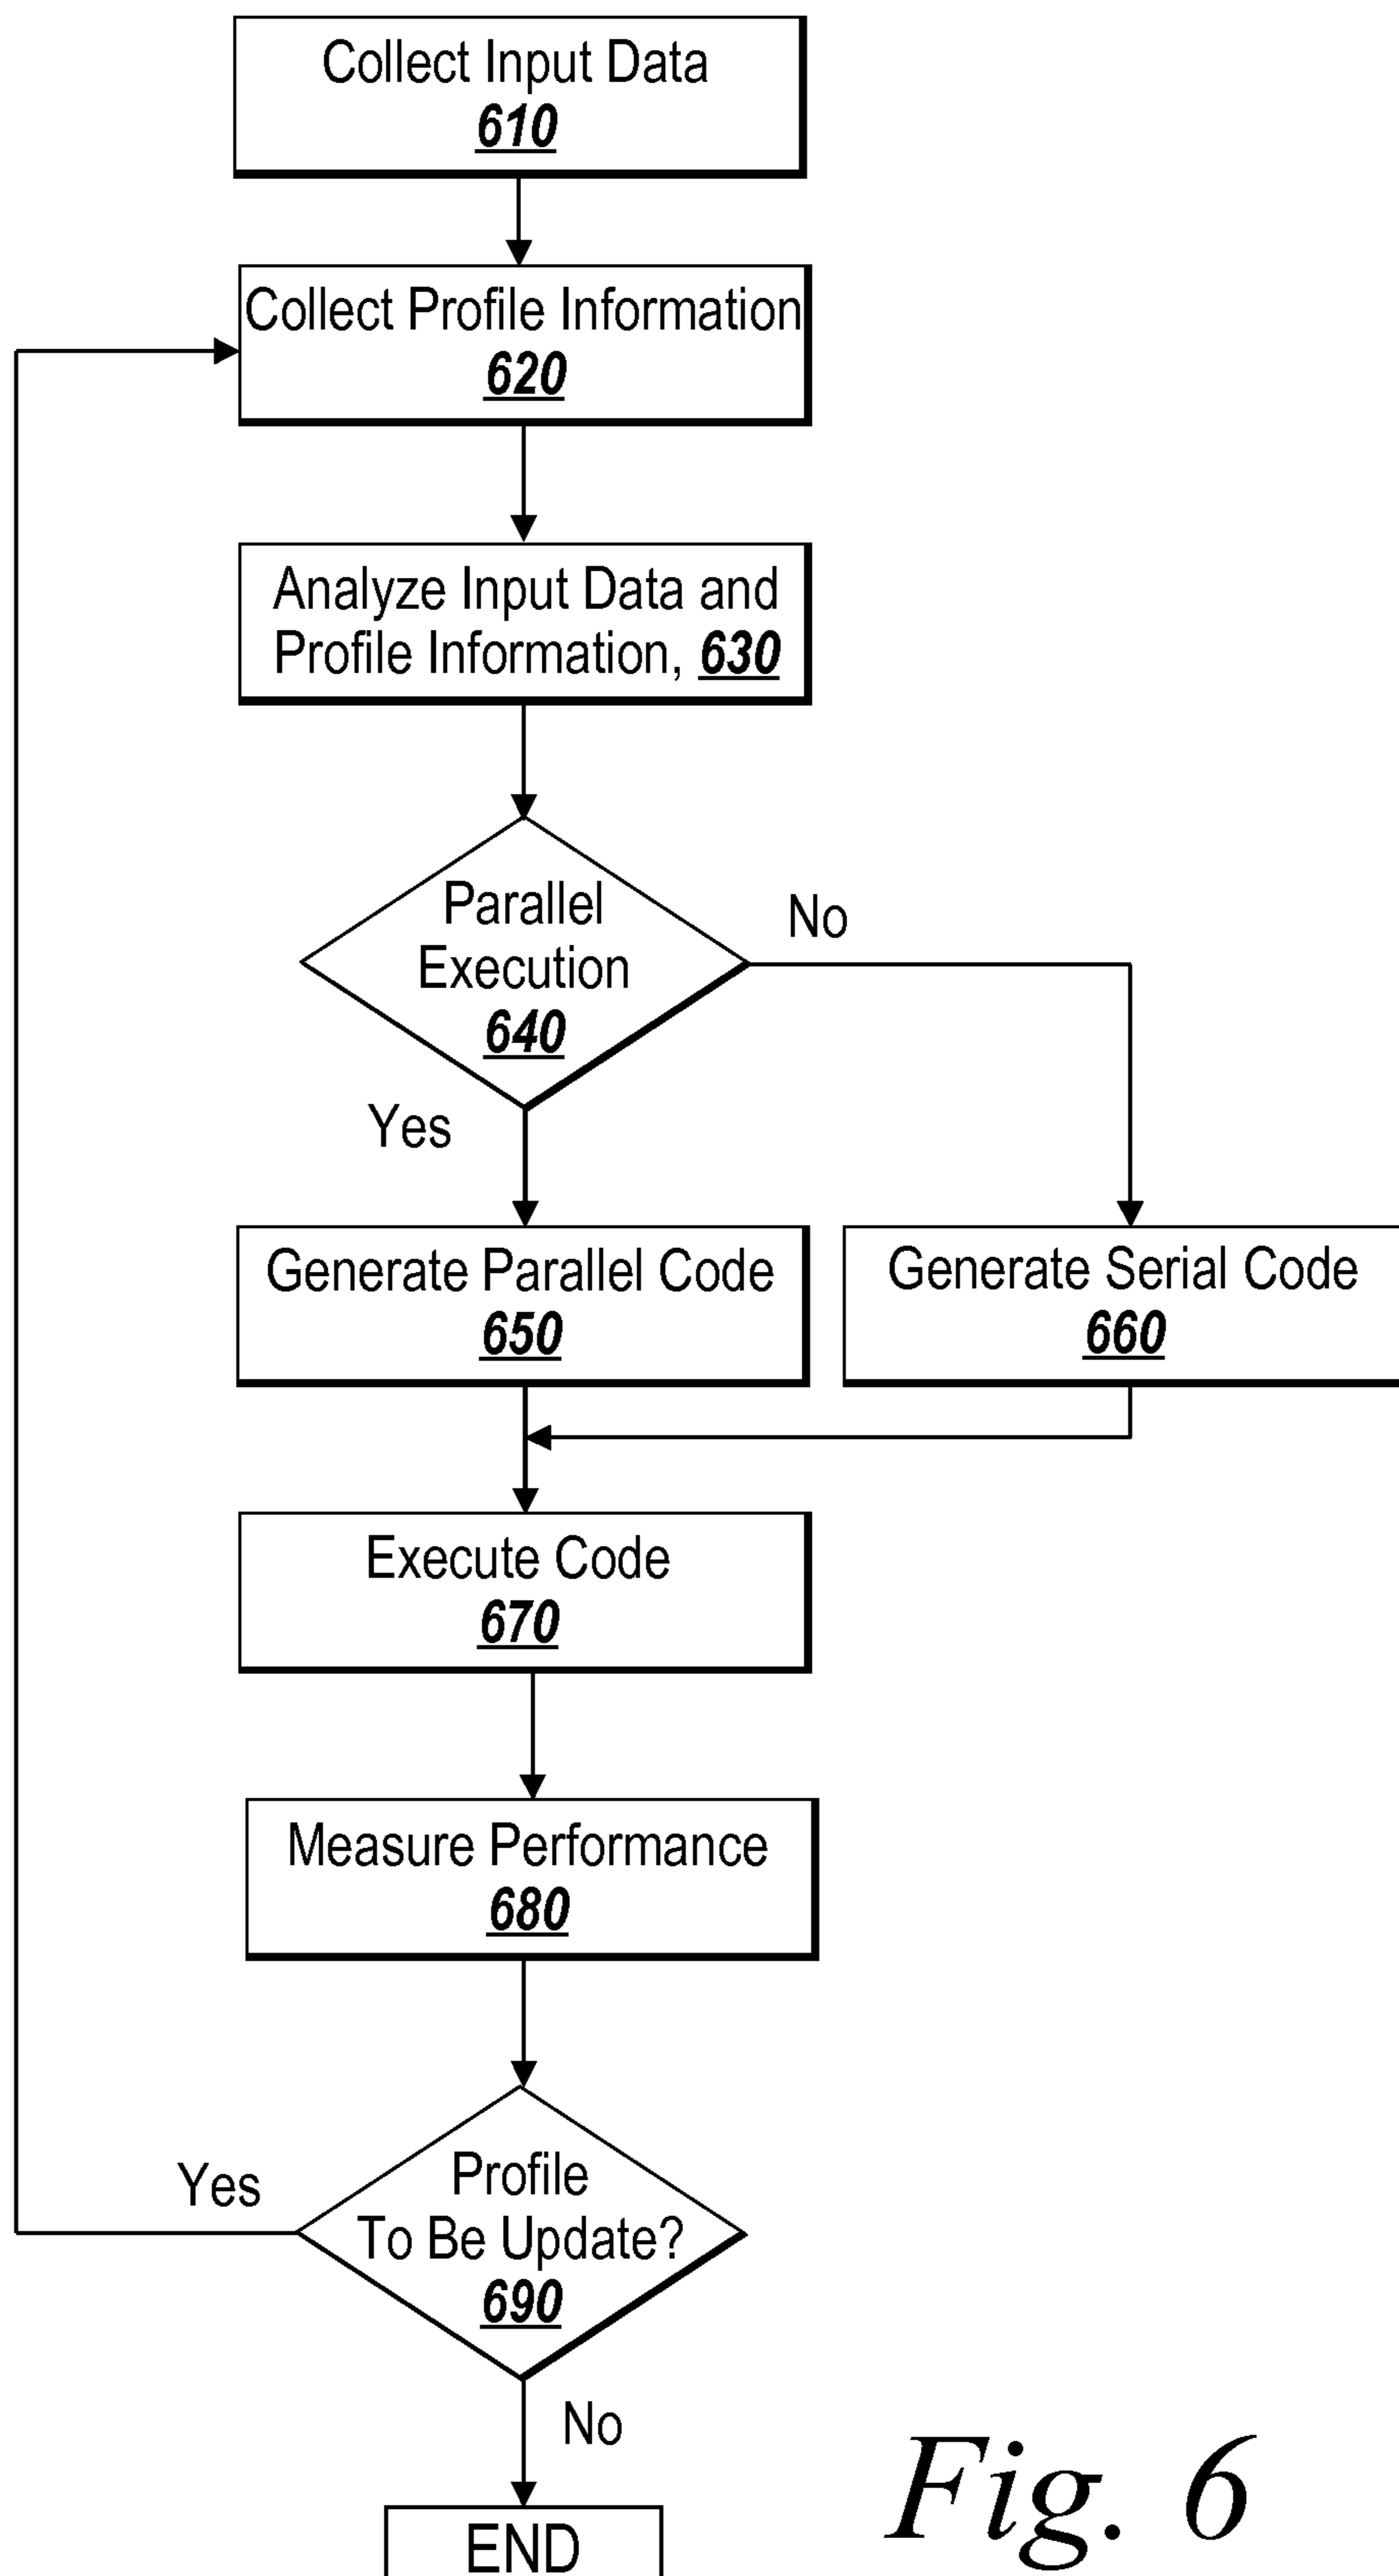 Collect Input Data
610
Collect Profile Information
620
Analyze Input Data and
Profile Information, 630
Parallel
Execution
640
No
Yes
Generate Parallel Code
650
Generate Serial Code
660
Execute Code
670
Measure Performance
680
Profile
To Be Update?
690
Yes
No
END
Fig. 6